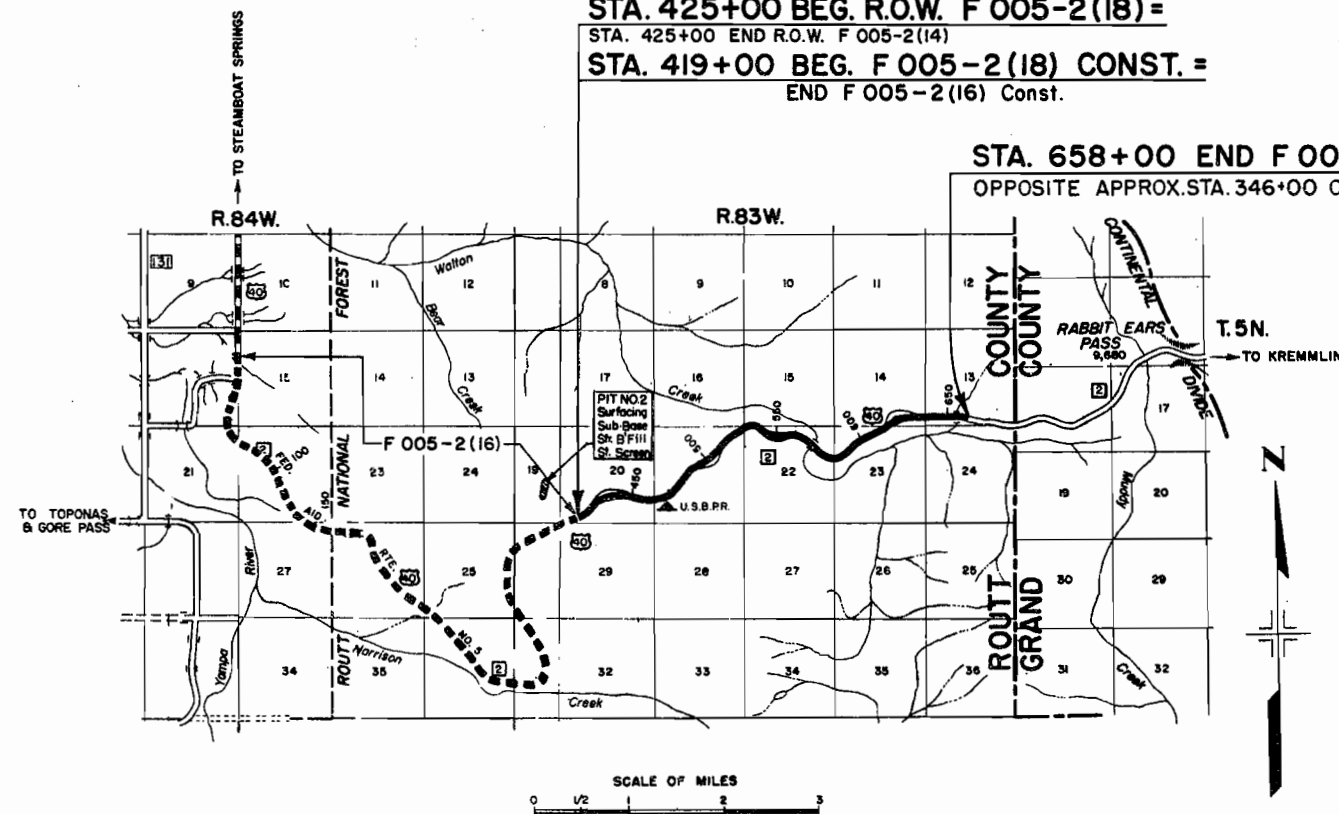 STA. 425+00 BEG. R.O.W. F 005-2(18) =
STA. 425+00 END R.O.W. F 005-2(14)
STA. 419+00 BEG. F 005-2(18) CONST. =
END F 005-2(16) Const.
TO STEAMBOAT SPRINGS
STA. 658+00 END F 00
OPPOSITE APPROX. STA. 346+00
R.84W.
R.83W.
131
9
40
10
11
12
8
9
10
11
12
FOREST
Walton
Bear
Creek
COUNTY
COUNTY
CONTINENTAL
DIVIDE
RABBIT EARS
PASS
9,680
T.5N.
TO KREMMLIN
15
14
13
17
16
15
14
13
Creek
650
2
17
PIT NO.2
Surfacing
Sub-Base
Str. B'Fill
St. Screen
550
600
40
F 005-2(16)
500
2
21
FED.
100
23
24
19
20
450
22
23
24
19
20
NATIONAL
AID.
150
U.S.B.P.R.
Muddy
N
TO TOPONAS
& GORE PASS
40
River
27
RTE.
40
25
29
28
27
26
25
30
29
ROUTT
GRAND
NO. 5
Yampa
34
ROUTT
35
Morrison
2
32
33
34
35
36
31
Creek
32
Creek
SCALE OF MILES
0 1/2 1 2 3